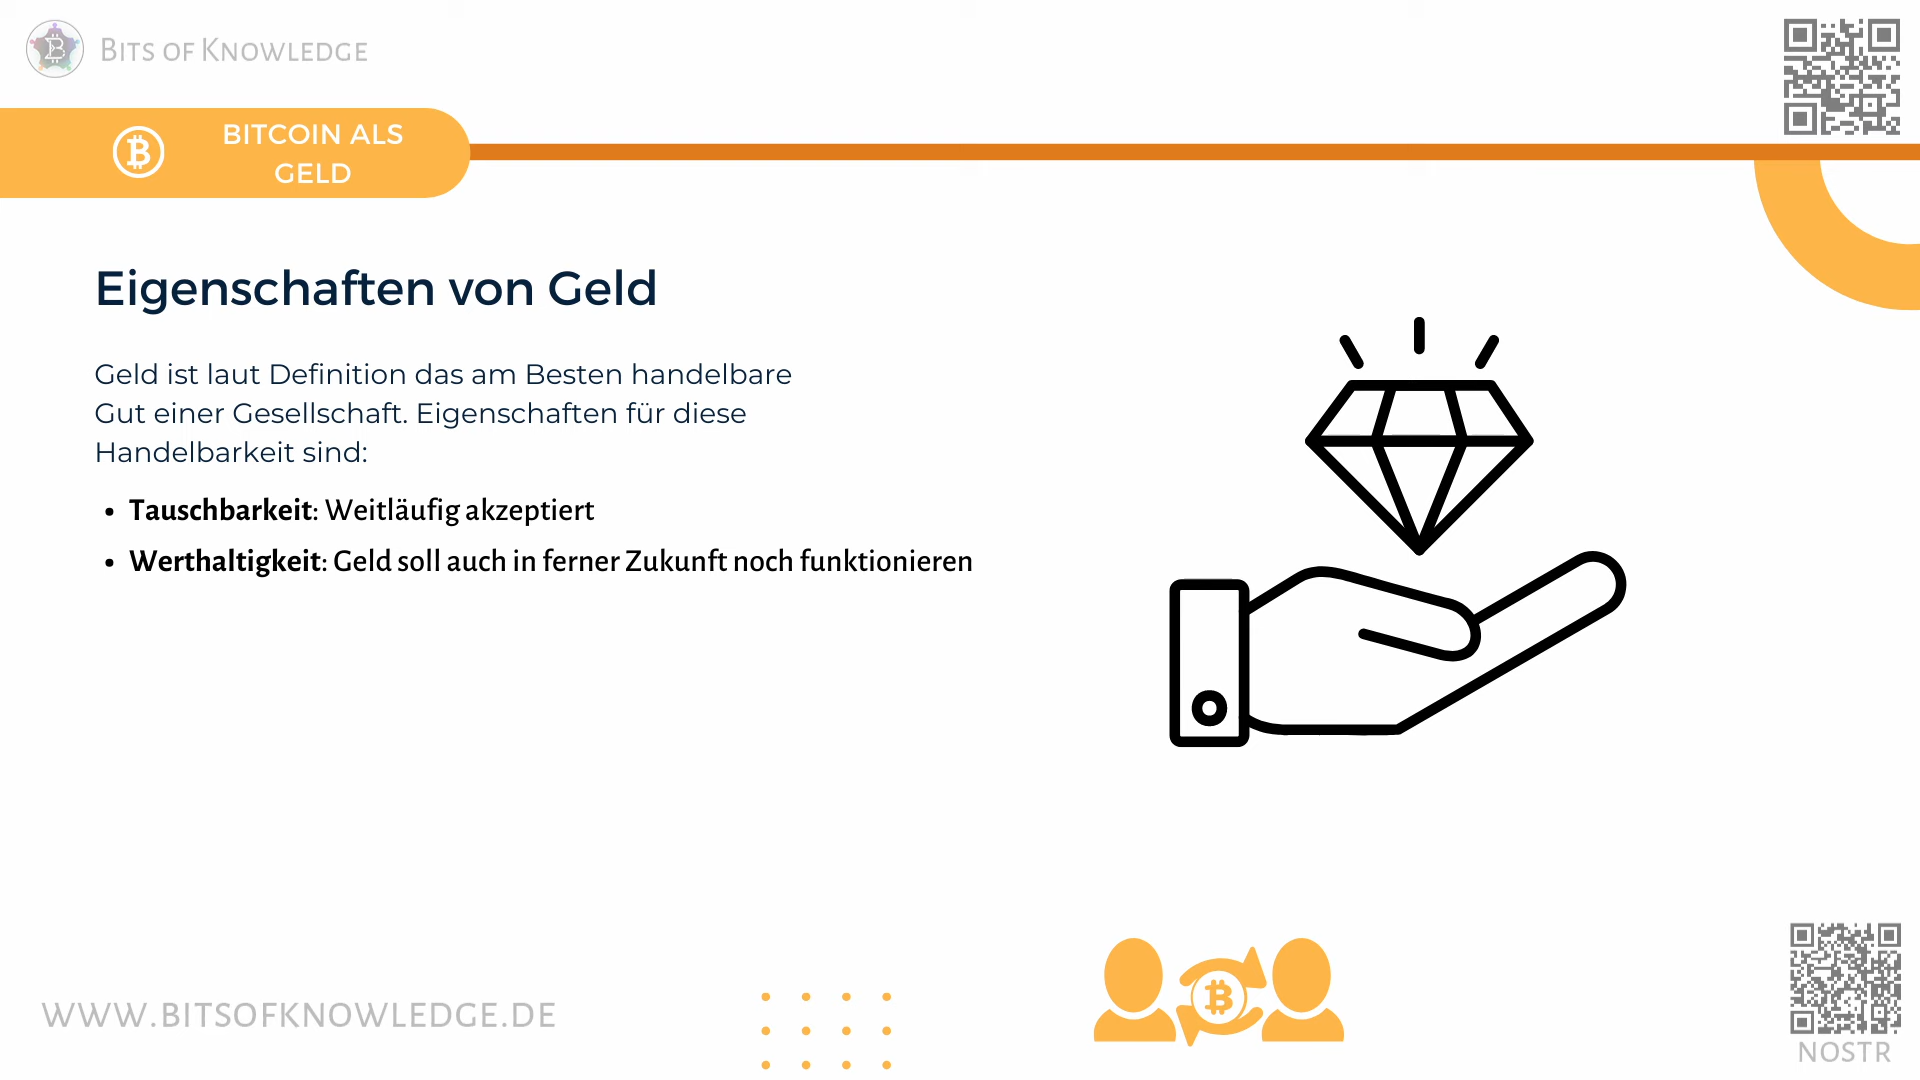 Bits of Knowledge
BITCOIN ALS
GELD
Eigenschaften von Geld
Geld ist laut Definition das am Besten handelbare
Gut einer Gesellschaft. Eigenschaften für diese
Handelbarkeit sind:
• Tauschbarkeit: Weitläufig akzeptiert
• Werthaltigkeit: Geld soll auch in ferner Zukunft noch funktionieren
WWW.BITSOFKNOWLEDGE.DE
NOSTR